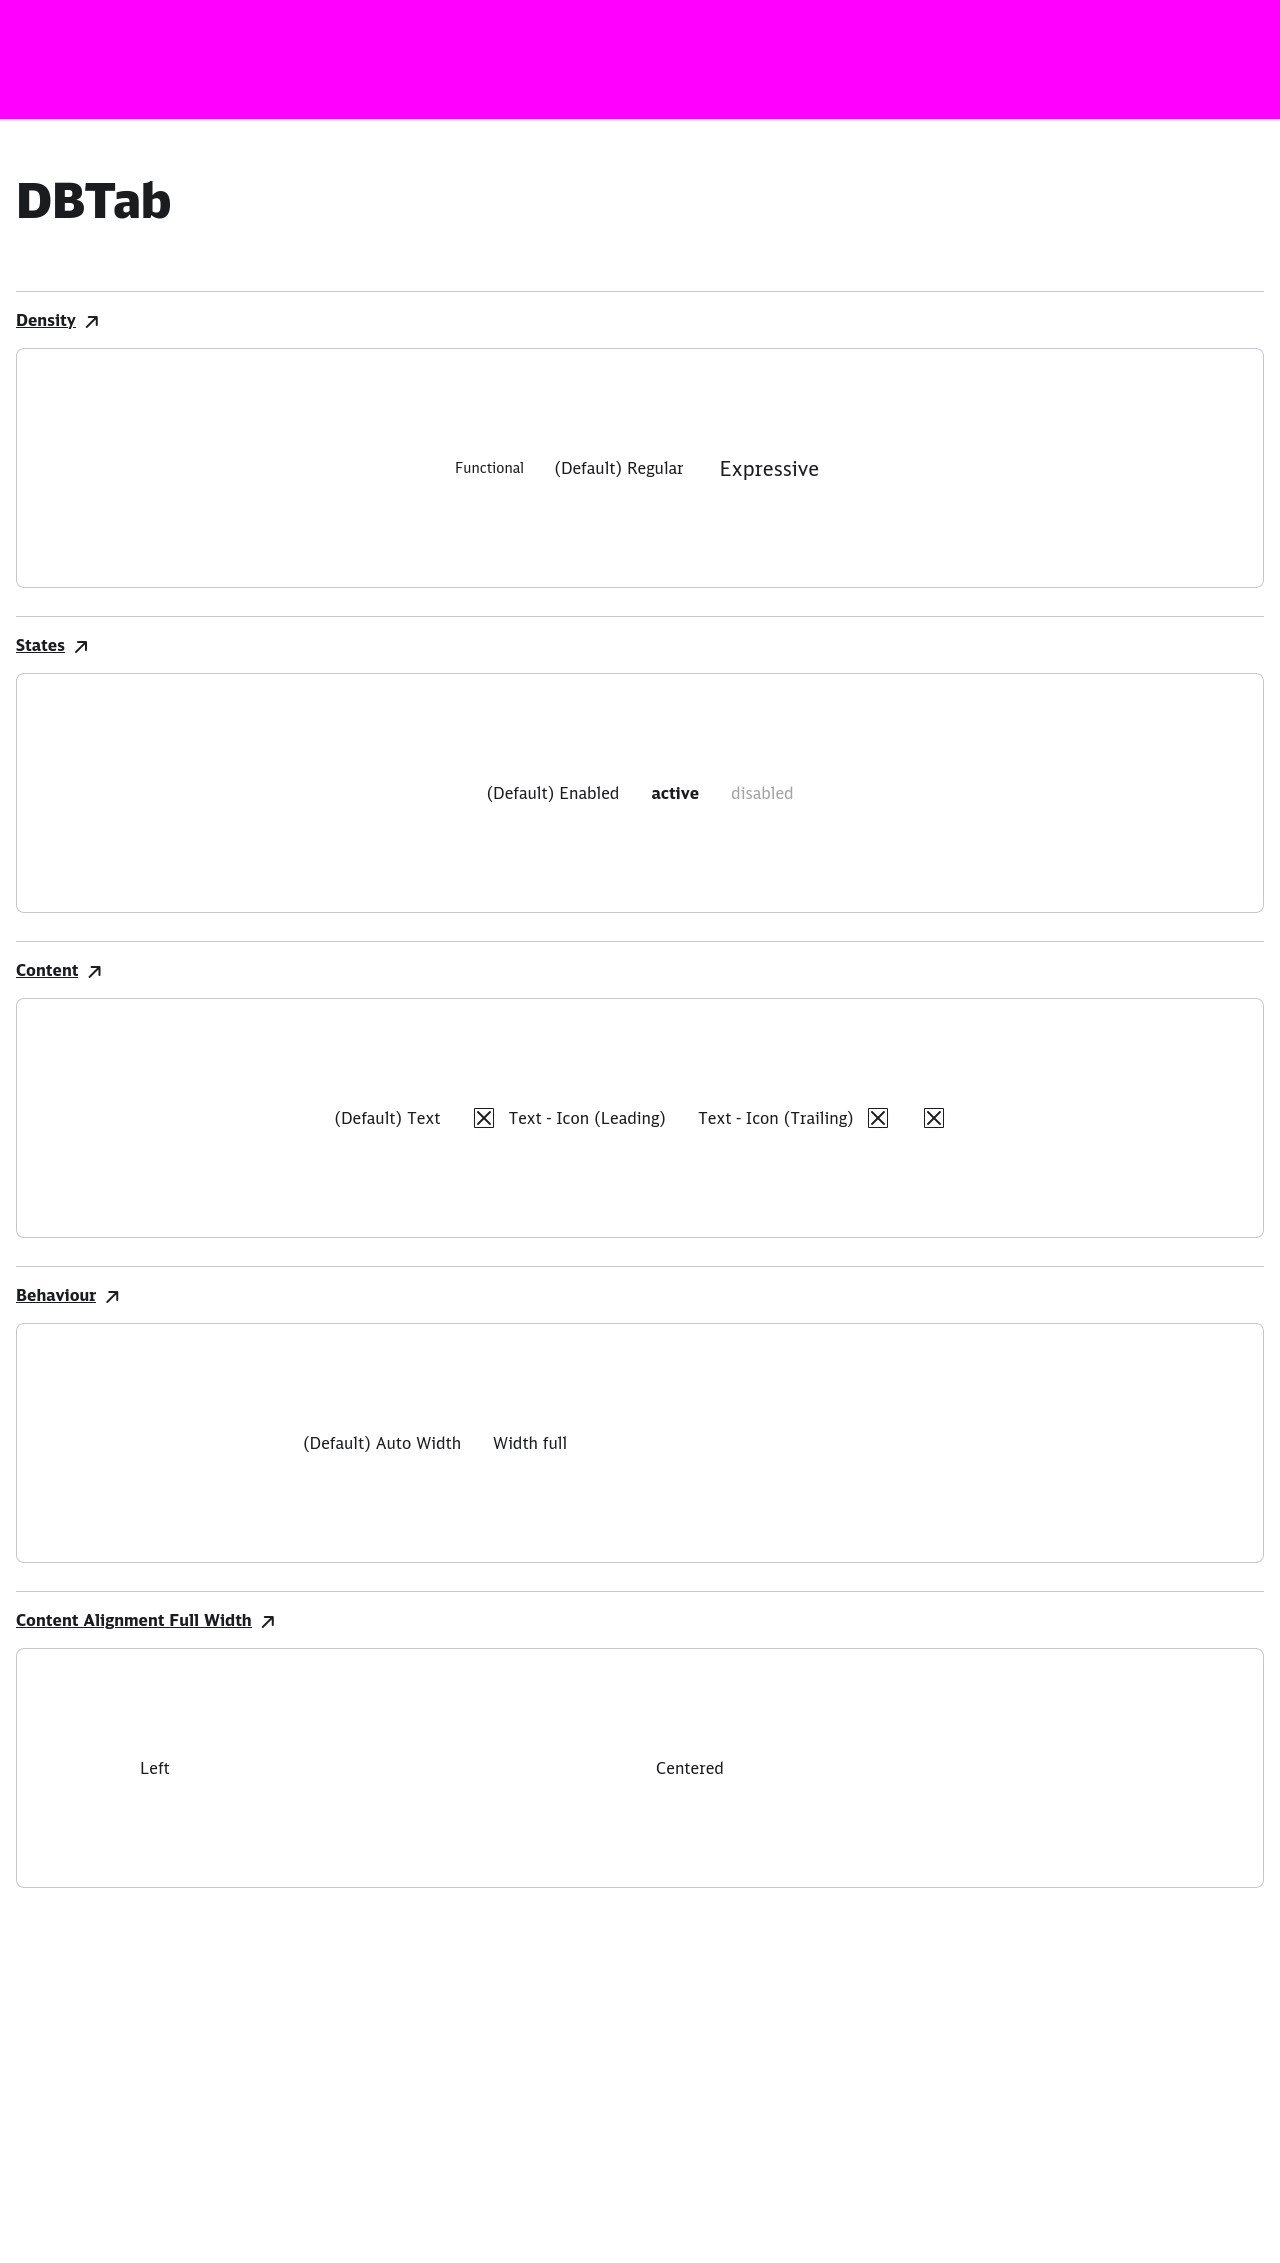 DBTab
Density
Functional (Default) Regular Expressive
States
(Default) Enabled active disabled
Content
(Default) Text Text - Icon (Leading) Text - Icon (Trailing)
Behaviour
(Default) Auto Width Width full
Content Alignment Full Width
Left Centered